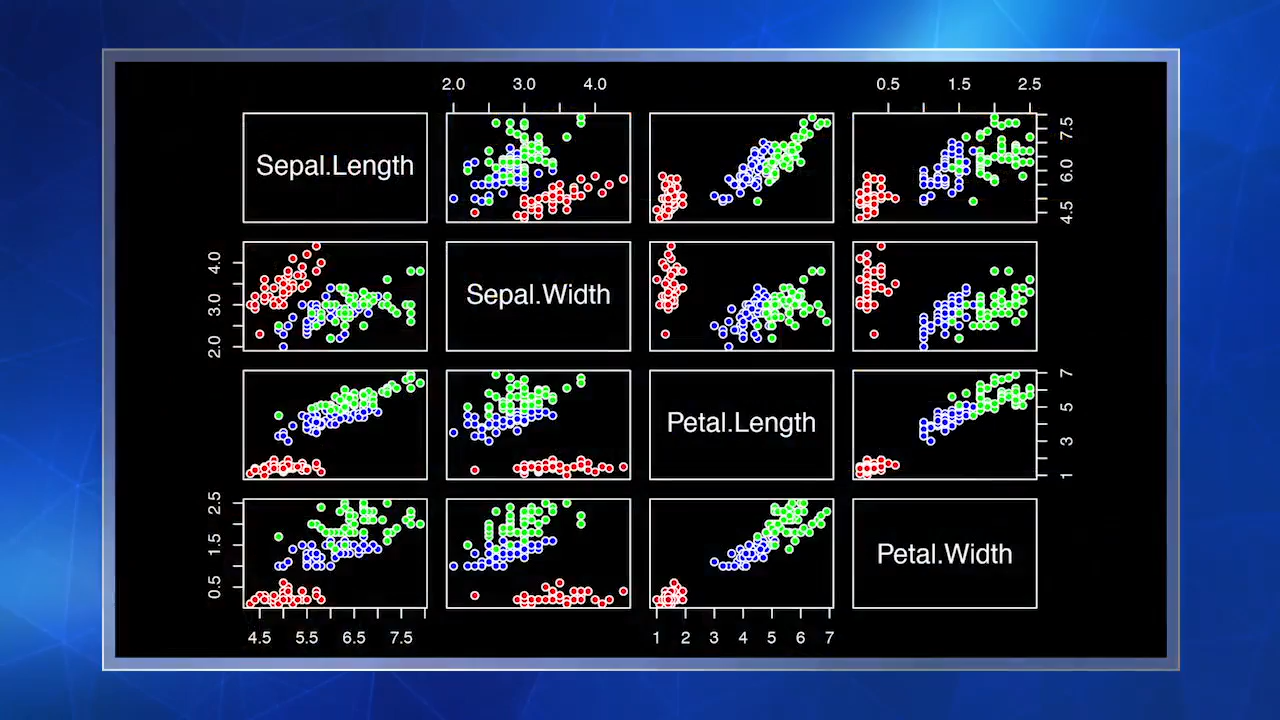 2.0 3.0 4.0
0.5 1.5 2.5
Sepal.Length
7.5
6.0
4.5
4.0
3.0
2.0
Sepal.Width
Petal.Length
7
5
3
1
2.5
1.5
0.5
Petal.Width
4.5 5.5 6.5 7.5
1 2 3 4 5 6 7